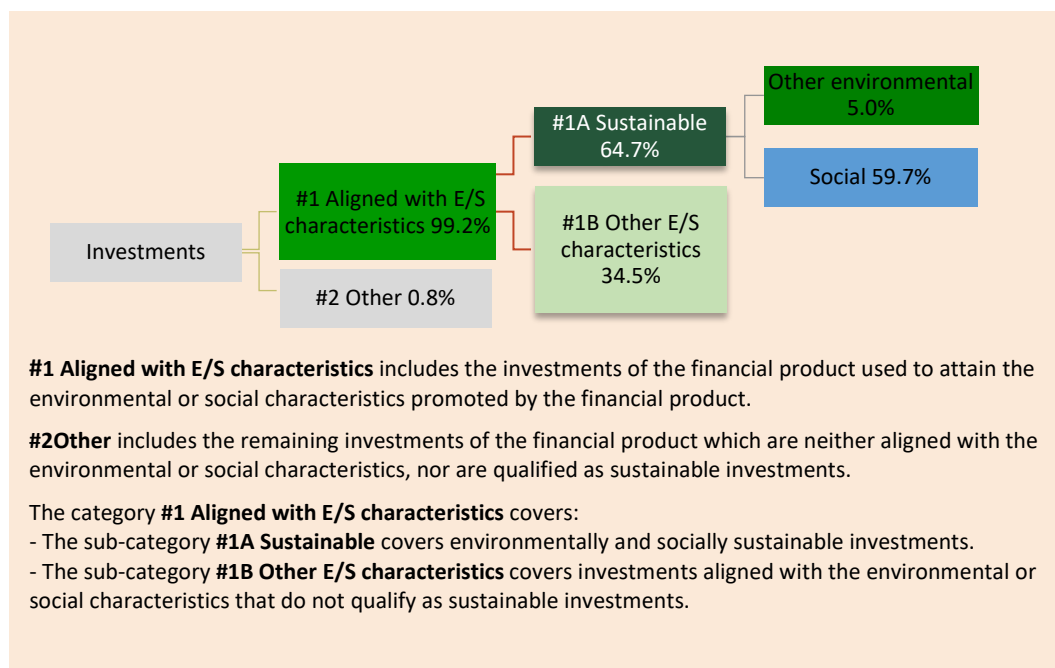 Investments
#1 Aligned with E/S
characteristics 99.2%
#2 Other 0.8%
#1A Sustainable
64.7%
#1B Other E/S
characteristics
34.5%
Other environmental
5.0%
Social 59.7%
#1 Aligned with E/S characteristics includes the investments of the financial product used to attain the
environmental or social characteristics promoted by the financial product.
#2Other includes the remaining investments of the financial product which are neither aligned with the
environmental or social characteristics, nor are qualified as sustainable investments.
The category #1 Aligned with E/S characteristics covers:
- The sub-category #1A Sustainable covers environmentally and socially sustainable investments.
- The sub-category #1B Other E/S characteristics covers investments aligned with the environmental or
social characteristics that do not qualify as sustainable investments.